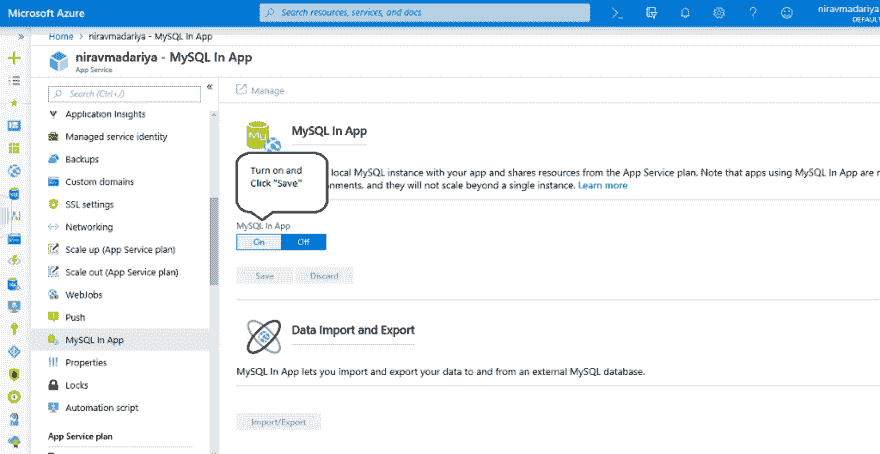 Microsoft Azure
Search resources, services, and docs
niravmadariya
DEFAULT
Home > niravmadariya - MySQL In App
niravmadariya - MySQL In App
App Service
Search (Ctrl+/)
Application Insights
Managed service identity
Backups
Custom domains
SSL settings
Networking
Scale up (App Service plan)
Scale out (App Service plan)
WebJobs
Push
MySQL In App
Properties
Locks
Automation script
App Service plan
Manage
My
MySQL In App
Turn on and
Click "Save"
local MySQL instance with your app and shares resources from the App Service plan. Note that apps using MySQL In App are
nments, and they will not scale beyond a single instance. Learn more
MySQL In App
On Off
Save Discard
Data Import and Export
MySQL In App lets you import and export your data to and from an external MySQL database.
Import/Export